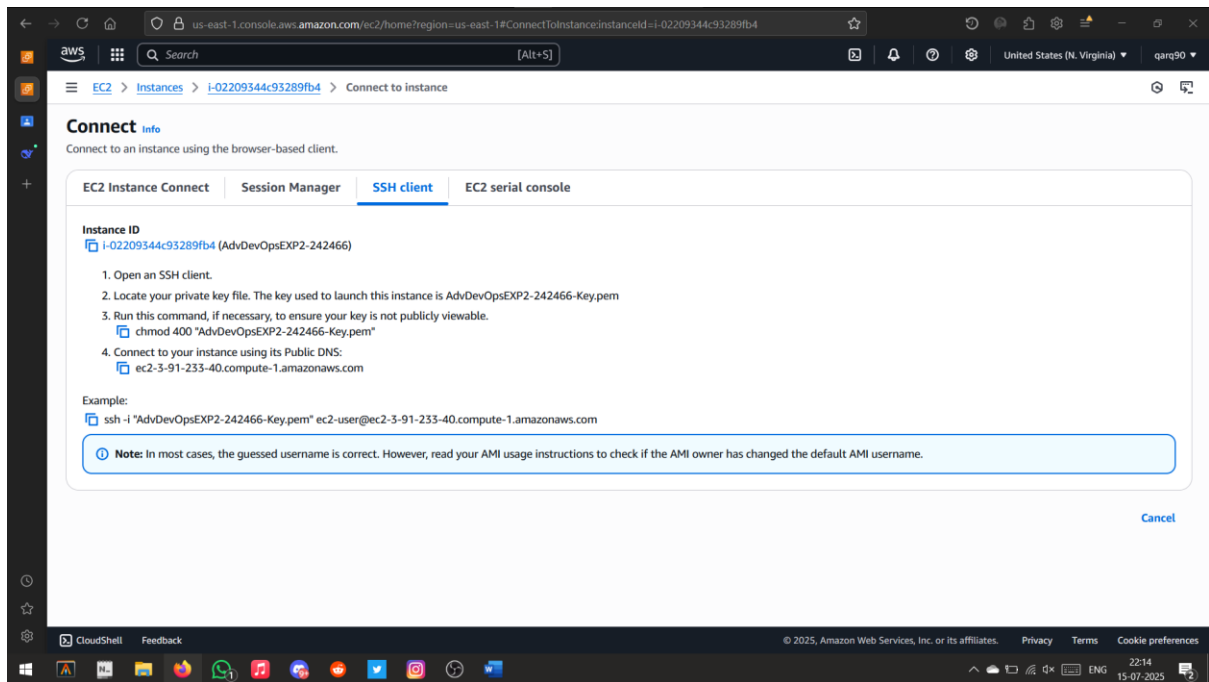 us-east-1.console.aws.amazon.com/ec2/home?region=us-east-1#ConnectToInstance:instanceId=i-02209344c93289fb4
aws
Search [Alt+S]
United States (N. Virginia) ▼ qarq90 ▼
EC2 > Instances > i-02209344c93289fb4 > Connect to instance
Connect Info
Connect to an instance using the browser-based client.
EC2 Instance Connect Session Manager SSH client EC2 serial console
Instance ID
i-02209344c93289fb4 (AdvDevOpsEXP2-242466)
1. Open an SSH client.
2. Locate your private key file. The key used to launch this instance is AdvDevOpsEXP2-242466-Key.pem
3. Run this command, if necessary, to ensure your key is not publicly viewable.
chmod 400 "AdvDevOpsEXP2-242466-Key.pem"
4. Connect to your instance using its Public DNS:
ec2-3-91-233-40.compute-1.amazonaws.com
Example:
ssh -i "AdvDevOpsEXP2-242466-Key.pem" ec2-user@ec2-3-91-233-40.compute-1.amazonaws.com
Note: In most cases, the guessed username is correct. However, read your AMI usage instructions to check if the AMI owner has changed the default AMI username.
Cancel
CloudShell Feedback © 2025, Amazon Web Services, Inc. or its affiliates. Privacy Terms Cookie preferences
ENG 22:14
15-07-2025